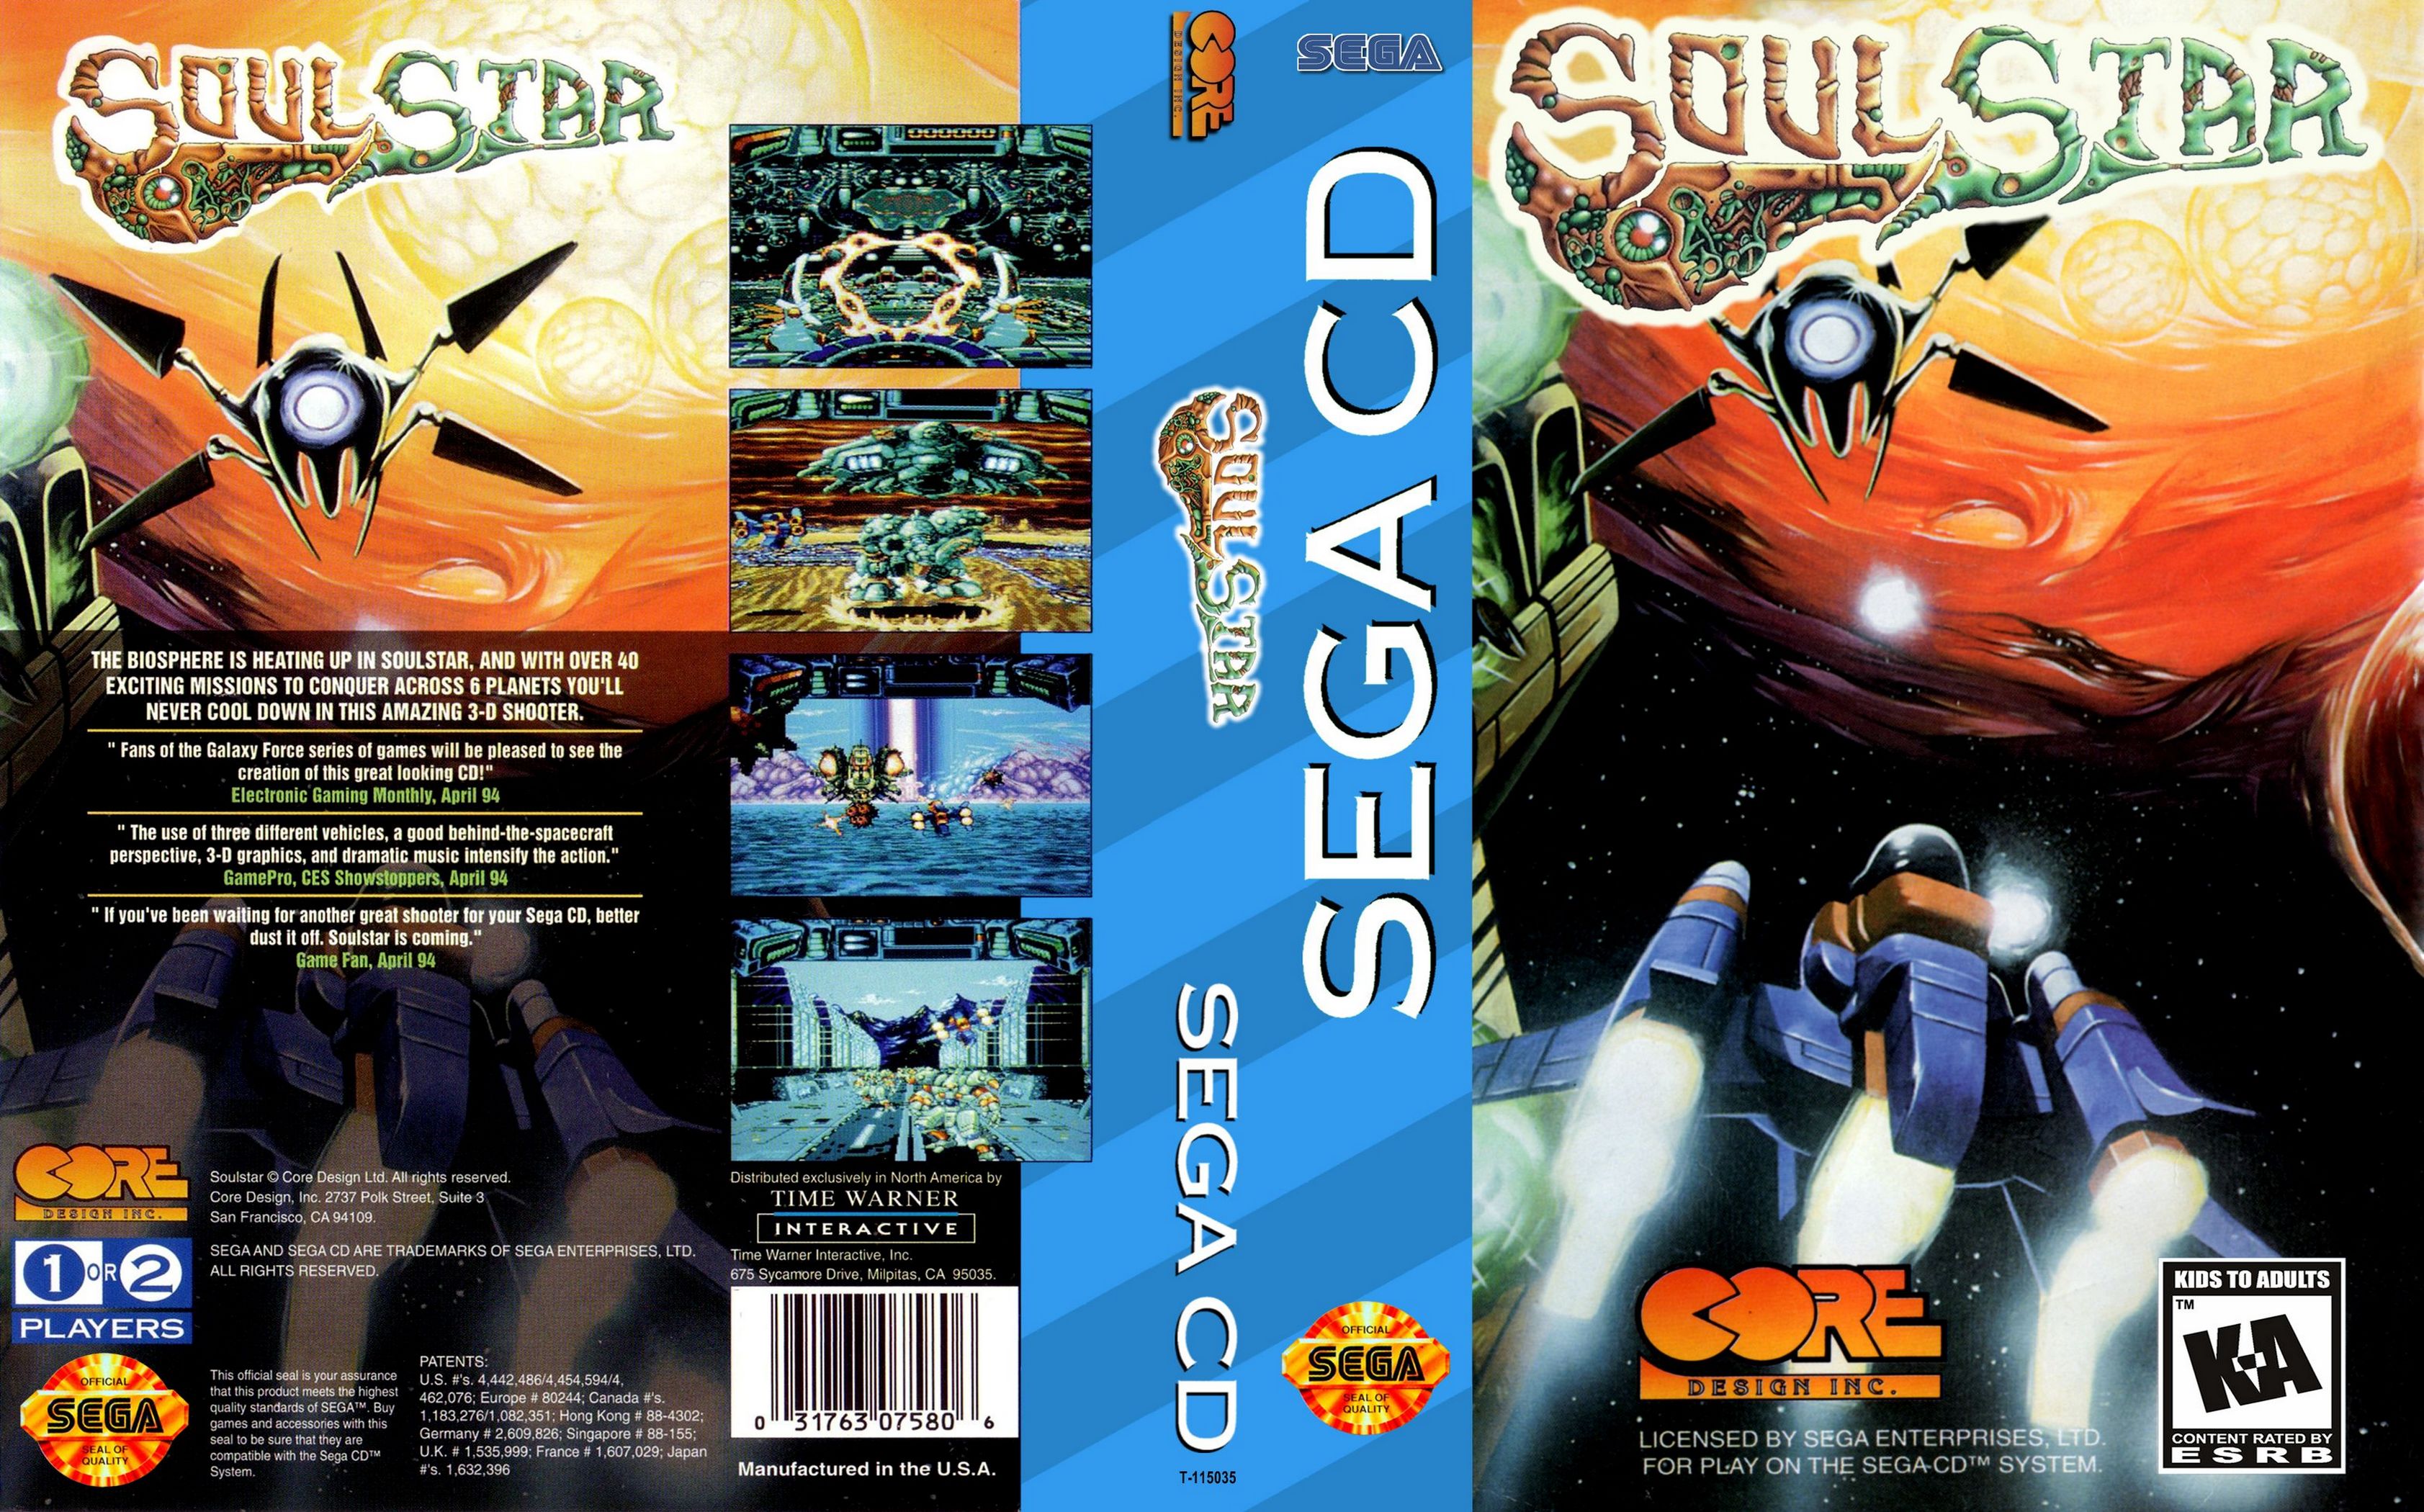 SOULSTAR
000000
THE BIOSPHERE IS HEATING UP IN SOULSTAR, AND WITH OVER 40
EXCITING MISSIONS TO CONQUER ACROSS 6 PLANETS YOU'LL
NEVER COOL DOWN IN THIS AMAZING 3-D SHOOTER.
" Fans of the Galaxy Force series of games will be pleased to see the
creation of this great looking CD!"
Electronic Gaming Monthly, April 94
" The use of three different vehicles, a good behind-the-spacecraft
perspective, 3-D graphics, and dramatic music intensify the action."
GamePro, CES Showstoppers, April 94
" If you've been waiting for another great shooter for your Sega CD, better
dust it off. Soulstar is coming."
Game Fan, April 94
CORE
DESIGN INC.
Soulstar © Core Design Ltd. All rights reserved.
Core Design, Inc. 2737 Polk Street, Suite 3
San Francisco, CA 94109.
SEGA AND SEGA CD ARE TRADEMARKS OF SEGA ENTERPRISES, LTD.
ALL RIGHTS RESERVED.
1 OR 2
PLAYERS
OFFICIAL
SEGA
SEAL OF
QUALITY
This official seal is your assurance
that this product meets the highest
quality standards of SEGA™. Buy
games and accessories with this
seal to be sure that they are
compatible with the Sega CD™
System.
PATENTS:
U.S. #'s. 4,442,486/4,454,594/4,
462,076; Europe # 80244; Canada #'s.
1,183,276/1,082,351; Hong Kong # 88-4302;
Germany # 2,609,826; Singapore # 88-155;
U.K. # 1,535,999; France # 1,607,029; Japan
#'s. 1,632,396
Distributed exclusively in North America by
TIME WARNER
INTERACTIVE
Time Warner Interactive, Inc.
675 Sycamore Drive, Milpitas, CA 95035.
0 31763 07580 6
Manufactured in the U.S.A.
CORE
DESIGN INC.
SOULSTAR
SEGA CD
T-115035
SEGA
SEGA CD
OFFICIAL
SEGA
SEAL OF
QUALITY
SOULSTAR
CORE
DESIGN INC.
LICENSED BY SEGA ENTERPRISES, LTD.
FOR PLAY ON THE SEGA CD™ SYSTEM.
KIDS TO ADULTS
TM
K-A
CONTENT RATED BY
ESRB